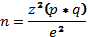 n = z²(p * q) / e²